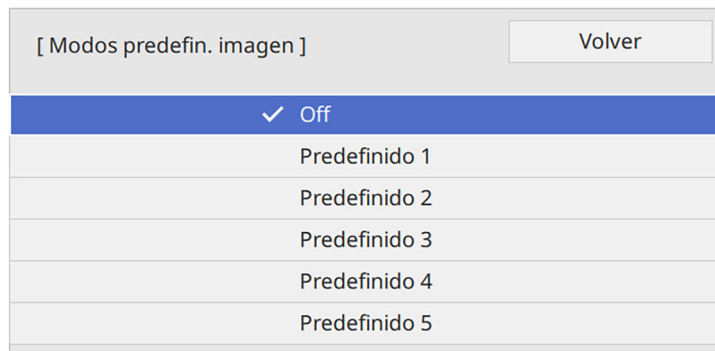 [ Modos predefin. imagen ]
Volver
Off
Predefinido 1
Predefinido 2
Predefinido 3
Predefinido 4
Predefinido 5